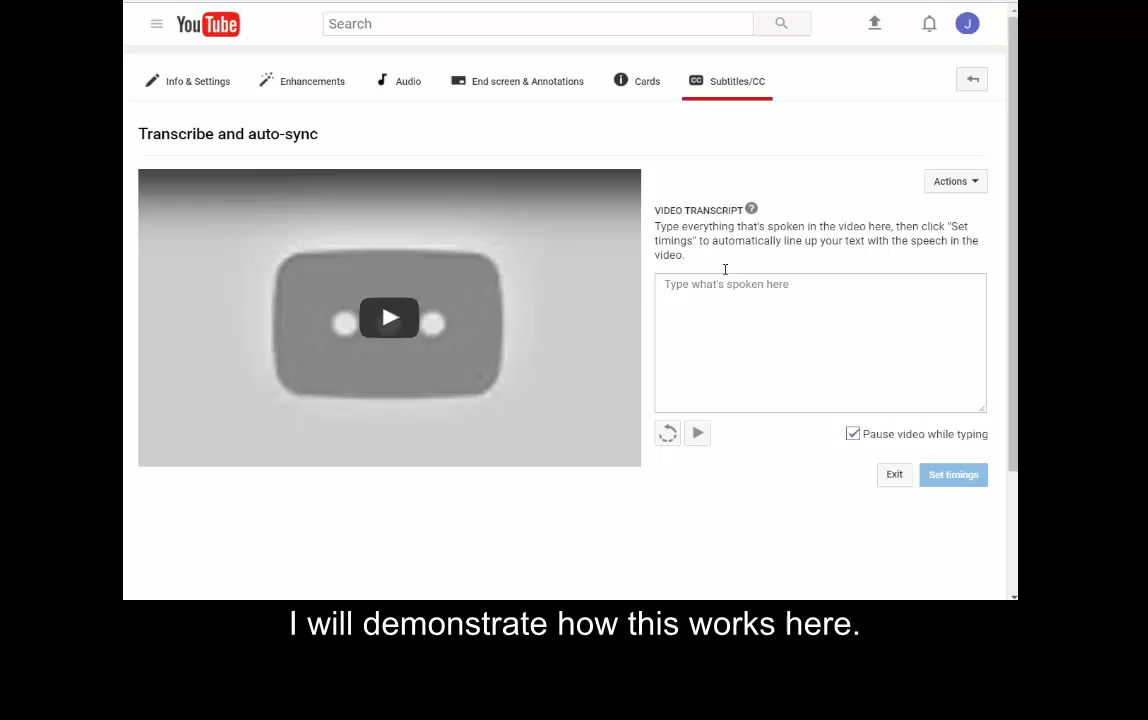 YouTube
Search
J
Info & Settings
Enhancements
Audio
End screen & Annotations
Cards
CC Subtitles/CC
Transcribe and auto-sync
Actions
VIDEO TRANSCRIPT ?
Type everything that's spoken in the video here, then click "Set
timings" to automatically line up your text with the speech in the
video.
Type what's spoken here
Pause video while typing
Exit
Set timings
I will demonstrate how this works here.